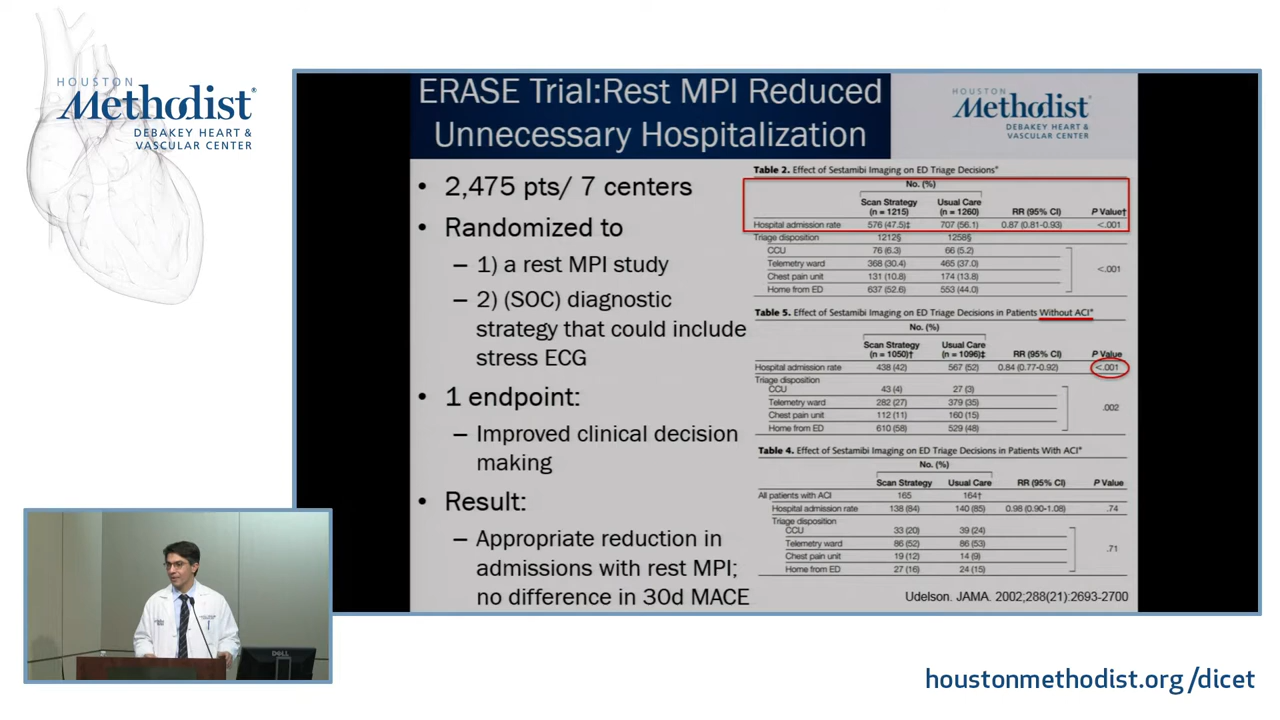 HOUSTON
Methodist®
DEBAKEY HEART &
VASCULAR CENTER
ERASE Trial:Rest MPI Reduced
Unnecessary Hospitalization
HOUSTON
Methodist
DEBAKEY HEART &
VASCULAR CENTER
• 2,475 pts/ 7 centers
• Randomized to
– 1) a rest MPI study
– 2) (SOC) diagnostic
strategy that could include
stress ECG
• 1 endpoint:
– Improved clinical decision
making
• Result:
– Appropriate reduction in
admissions with rest MPI;
no difference in 30d MACE
Table 2. Effect of Sestamibi Imaging on ED Triage Decisions*
No. (%)
Scan Strategy Usual Care
(n = 1215) (n = 1260) RR (95% CI) P Value†
Hospital admission rate 576 (47.5)‡ 707 (56.1) 0.87 (0.81-0.93) <.001
Triage disposition 1212§ 1258§
CCU 76 (6.3) 66 (5.2)
Telemetry ward 368 (30.4) 465 (37.0)
<.001
Chest pain unit 131 (10.8) 174 (13.8)
Home from ED 637 (52.6) 553 (44.0)
Table 5. Effect of Sestamibi Imaging on ED Triage Decisions in Patients Without ACI*
No. (%)
Scan Strategy Usual Care P Value
(n = 1050)† (n = 1096)‡ RR (95% CI)
Hospital admission rate 438 (42) 567 (52) 0.84 (0.77-0.92) <.001
Triage disposition
CCU 43 (4) 27 (3)
Telemetry ward 282 (27) 379 (35)
.002
Chest pain unit 112 (11) 160 (15)
Home from ED 610 (58) 529 (48)
Table 4. Effect of Sestamibi Imaging on ED Triage Decisions in Patients With ACI*
No. (%)
Scan Strategy Usual Care RR (95% CI) P Value
All patients with ACI 165 164†
Hospital admission rate 138 (84) 140 (85) 0.98 (0.90-1.08) .74
Triage disposition
CCU 33 (20) 39 (24)
Telemetry ward 86 (52) 86 (53)
.71
Chest pain unit 19 (12) 14 (9)
Home from ED 27 (16) 24 (15)
Udelson. JAMA. 2002;288(21):2693-2700
DELL
houstonmethodist.org/dicet